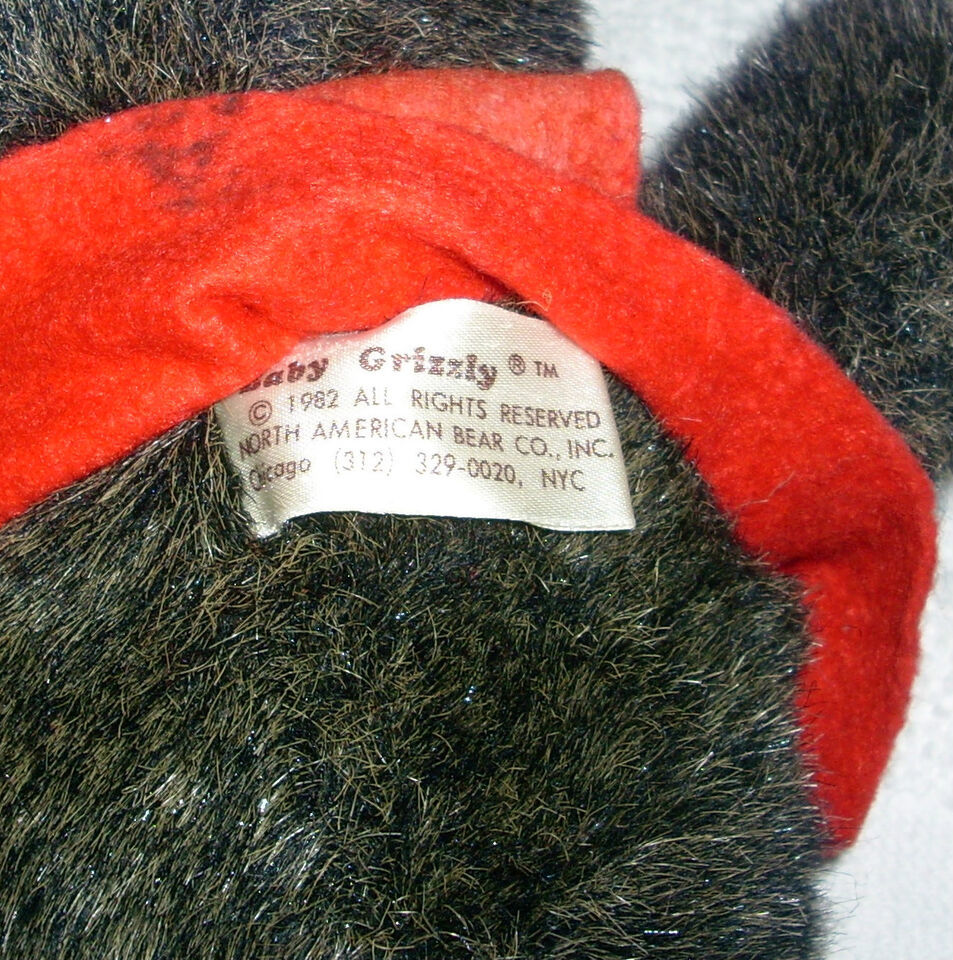 Baby Grizzly ® ™
© 1982 ALL RIGHTS RESERVED
NORTH AMERICAN BEAR CO., INC.
Chicago (312) 329-0020, NYC